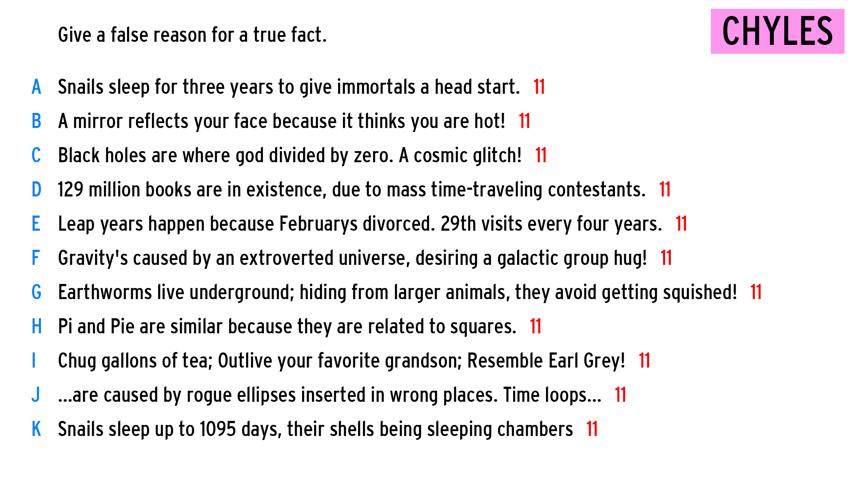 Give a false reason for a true fact.
CHYLES
A Snails sleep for three years to give immortals a head start. 11
B A mirror reflects your face because it thinks you are hot! 11
C Black holes are where god divided by zero. A cosmic glitch! 11
D 129 million books are in existence, due to mass time-traveling contestants. 11
E Leap years happen because Februarys divorced. 29th visits every four years. 11
F Gravity's caused by an extroverted universe, desiring a galactic group hug! 11
G Earthworms live underground; hiding from larger animals, they avoid getting squished! 11
H Pi and Pie are similar because they are related to squares. 11
I Chug gallons of tea; Outlive your favorite grandson; Resemble Earl Grey! 11
J ...are caused by rogue ellipses inserted in wrong places. Time loops... 11
K Snails sleep up to 1095 days, their shells being sleeping chambers 11